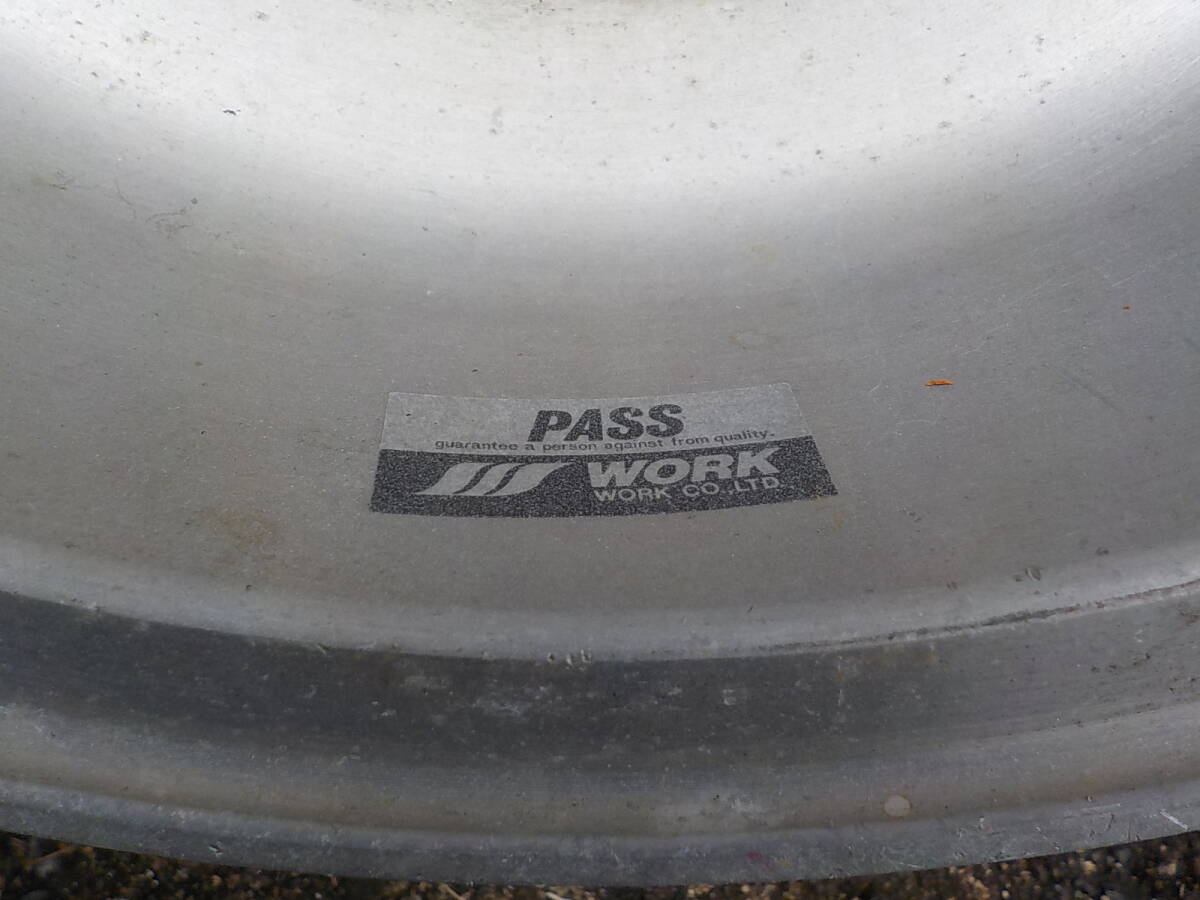 PASS
guarantee a person against from quality.
WORK
WORK CO.,LTD